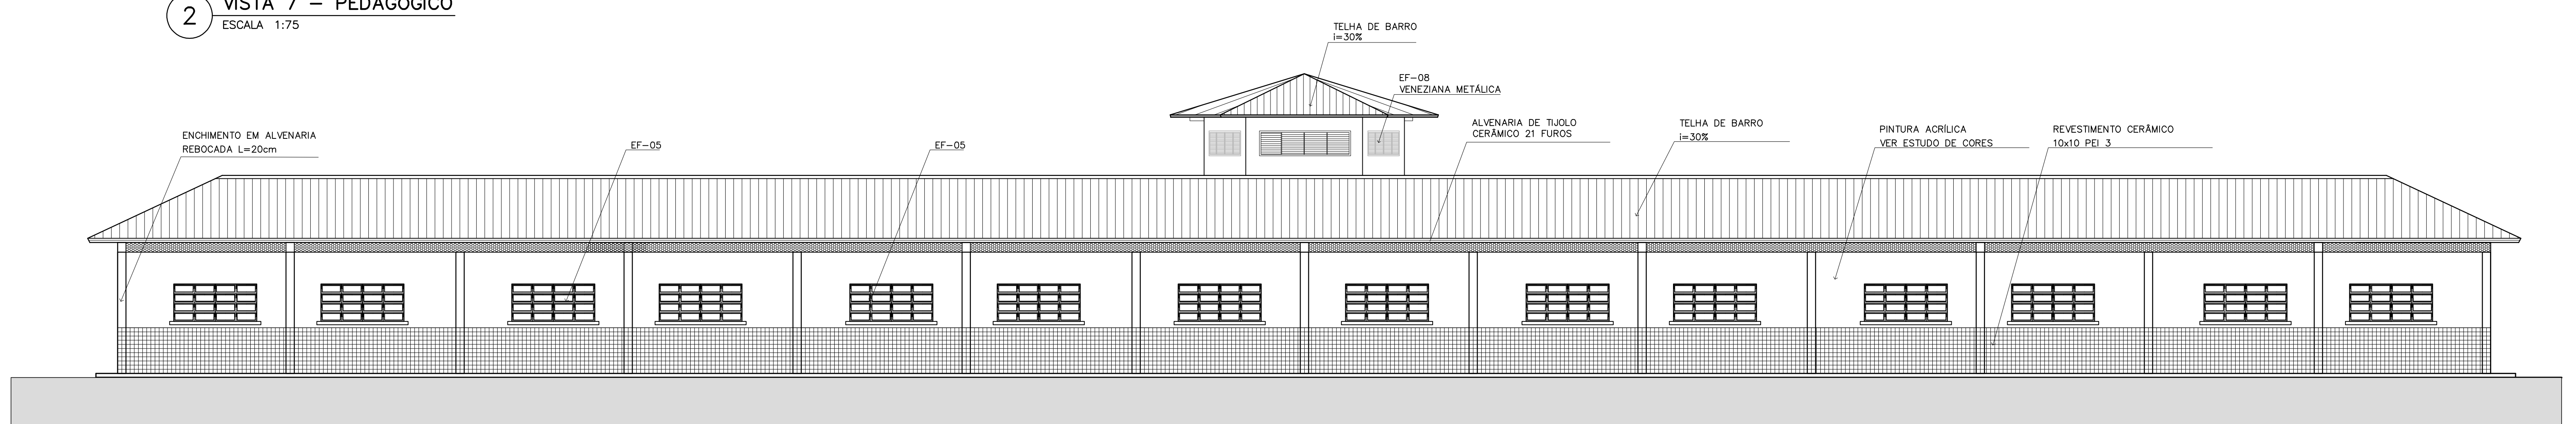 2
VISTA 7 – PEDAGÓGICO
ESCALA 1:75
TELHA DE BARRO
i=30%
EF-08
VENEZIANA METÁLICA
ENCHIMENTO EM ALVENARIA
REBOCADA L=20cm
EF-05
EF-05
ALVENARIA DE TIJOLO
CERÂMICO 21 FUROS
TELHA DE BARRO
i=30%
PINTURA ACRÍLICA
VER ESTUDO DE CORES
REVESTIMENTO CERÂMICO
10x10 PEI 3